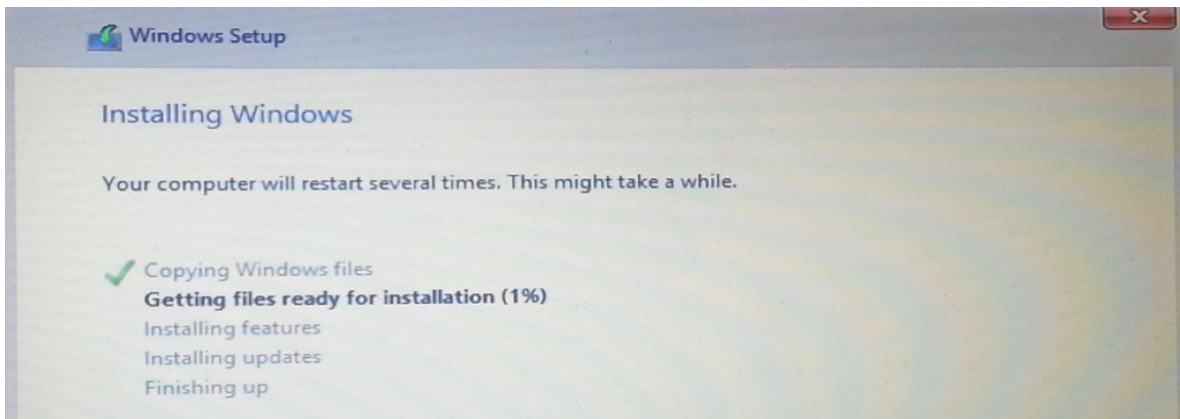 Windows Setup
Installing Windows
Your computer will restart several times. This might take a while.
Copying Windows files
Getting files ready for installation (1%)
Installing features
Installing updates
Finishing up